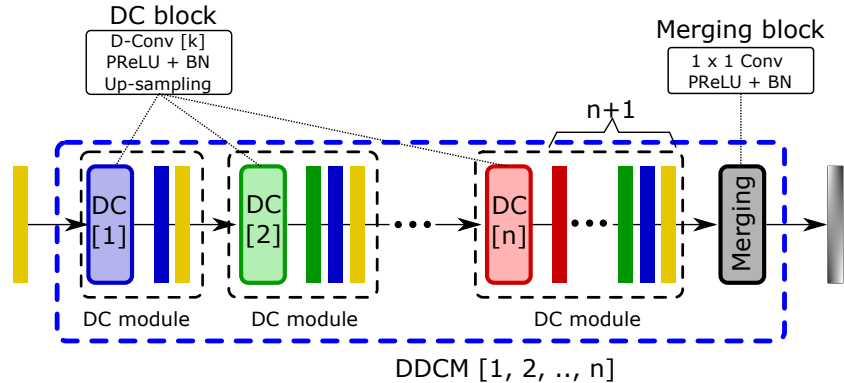 DC block
D-Conv [k]
PReLU + BN
Up-sampling
Merging block
1 x 1 Conv
PReLU + BN
n+1
DC
[1]
DC
[2]
DC
[n]
Merging
DC module
DC module
DC module
DDCM [1, 2, .., n]